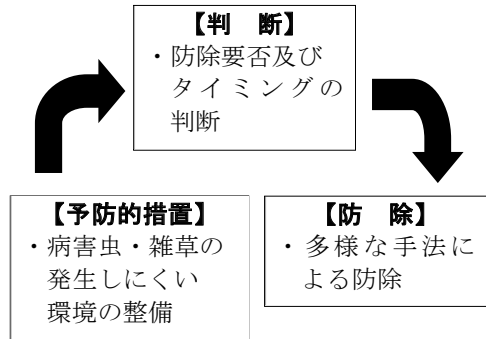 【判　断】
・防除要否及び
タイミングの
判断
【予防的措置】
・病害虫・雑草の
発生しにくい
環境の整備
【防　除】
・多様な手法に
よる防除